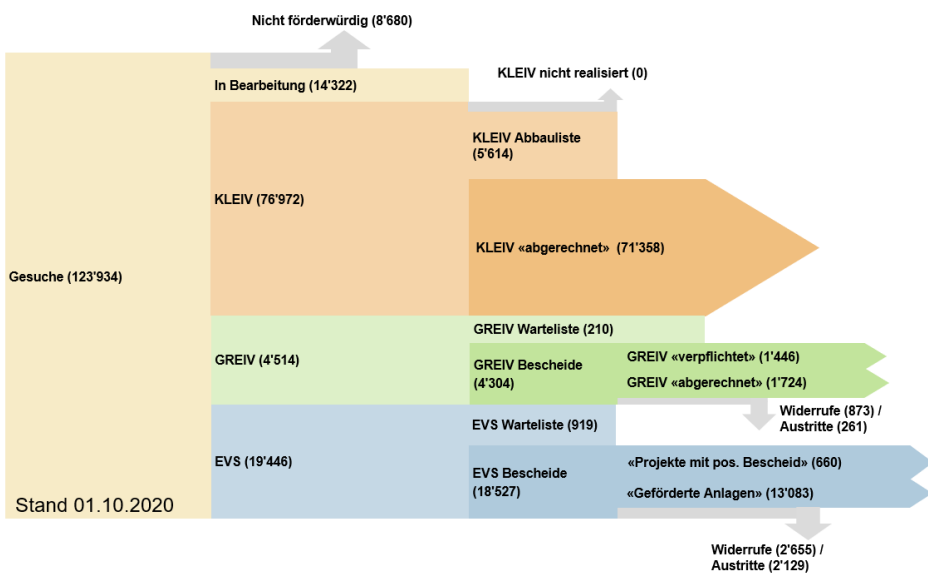 Nicht förderwürdig (8'680)
KLEIV nicht realisiert (0)
In Bearbeitung (14'322)
KLEIV Abbauliste
(5'614)
KLEIV (76'972)
KLEIV «abgerechnet» (71'358)
Gesuche (123'934)
GREIV Warteliste (210)
GREIV (4'514)
GREIV Bescheide
(4'304)
GREIV «verpflichtet» (1'446)
GREIV «abgerechnet» (1'724)
Widerrufe (873) /
Austritte (261)
EVS Warteliste (919)
EVS (19'446)
EVS Bescheide
(18'527)
«Projekte mit pos. Bescheid» (660)
«Geförderte Anlagen» (13'083)
Stand 01.10.2020
Widerrufe (2'655) /
Austritte (2'129)